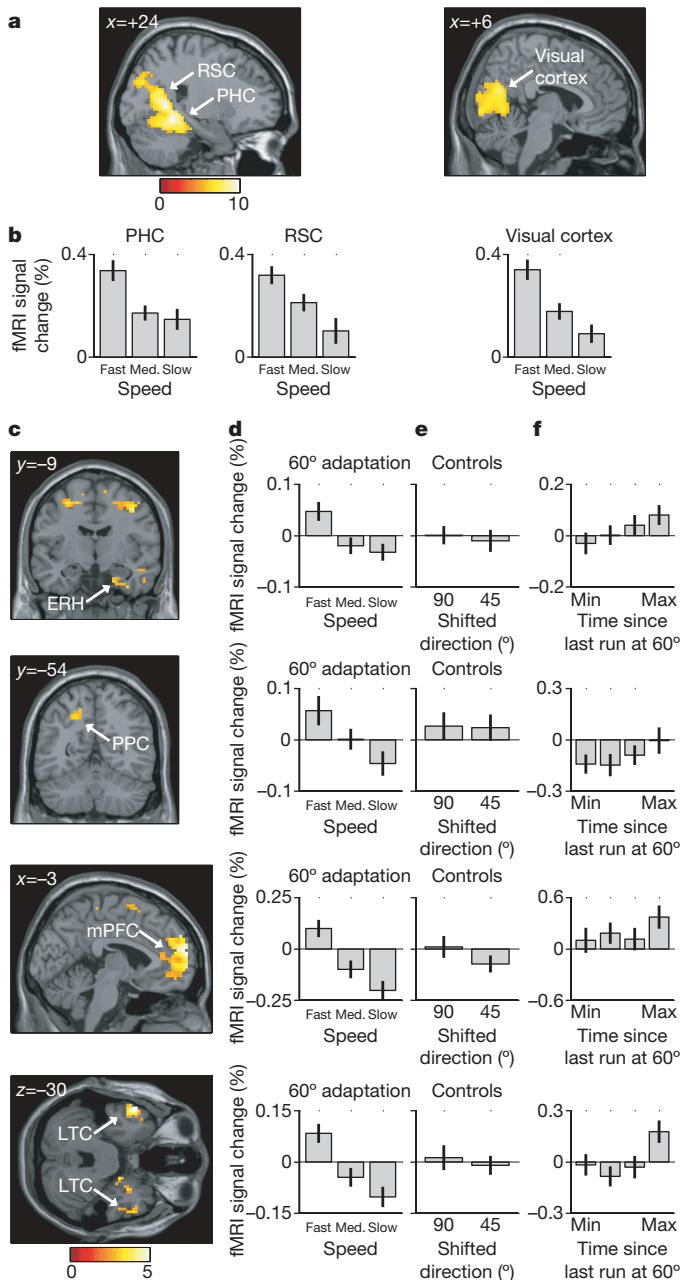 a
x=+24
RSC
PHC
0 10
x=+6
Visual
cortex
b
PHC
RSC
Visual cortex
fMRI signal
change (%)
0.4
0
Fast Med. Slow
Speed
0.4
0
Fast Med. Slow
Speed
0.4
0
Fast Med. Slow
Speed
c
d
e
f
y=–9
ERH
fMRI signal change (%)
60º adaptation
0.1
0
–0.1
Fast Med. Slow
Speed
Controls
90 45
Shifted
direction (º)
0.2
0
–0.2
Min Max
Time since
last run at 60º
y=–54
PPC
fMRI signal change (%)
60º adaptation
0.1
0
–0.1
Fast Med. Slow
Speed
Controls
90 45
Shifted
direction (º)
0.3
0
–0.3
Min Max
Time since
last run at 60º
x=–3
mPFC
fMRI signal change (%)
60º adaptation
0.25
0
–0.25
Fast Med. Slow
Speed
Controls
90 45
Shifted
direction (º)
0.6
0
–0.6
Min Max
Time since
last run at 60º
z=–30
LTC
LTC
0 5
fMRI signal change (%)
60º adaptation
0.15
0
–0.15
Fast Med. Slow
Speed
Controls
90 45
Shifted
direction (º)
0.3
0
–0.3
Min Max
Time since
last run at 60º